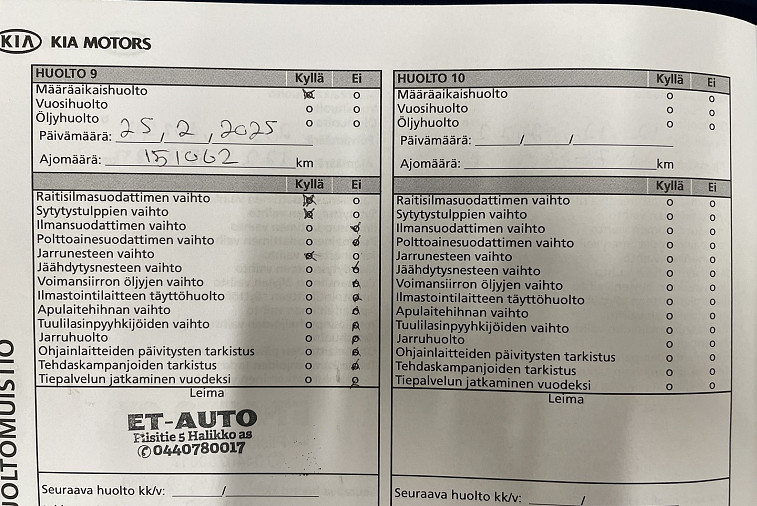 KIA KIA MOTORS
HUOLTO 9 Kyllä Ei
Määräaikaishuolto
Vuosihuolto
Öljyhuolto
Päivämäärä: 25, 2, 2025
Ajomäärä: 151062 km
Kyllä Ei
Raitisilmasuodattimen vaihto
Sytytystulppien vaihto
Ilmansuodattimen vaihto
Polttoainesuodattimen vaihto
Jarrunesteen vaihto
Jäähdytysnesteen vaihto
Voimansiirron öljyjen vaihto
Ilmastointilaitteen täyttöhuolto
Apulaitehihnan vaihto
Tuulilasinpyyhkijöiden vaihto
Jarruhuolto
Ohjainlaitteiden päivitysten tarkistus
Tehdaskampanjoiden tarkistus
Tiepalvelun jatkaminen vuodeksi
Leima
ET-AUTO
Piisitie 5 Halikko as
✆0440780017
Seuraava huolto kk/v: /
HUOLTO 10 Kyllä Ei
Määräaikaishuolto
Vuosihuolto
Öljyhuolto
Päivämäärä: / /
Ajomäärä: km
Kyllä Ei
Raitisilmasuodattimen vaihto
Sytytystulppien vaihto
Ilmansuodattimen vaihto
Polttoainesuodattimen vaihto
Jarrunesteen vaihto
Jäähdytysnesteen vaihto
Voimansiirron öljyjen vaihto
Ilmastointilaitteen täyttöhuolto
Apulaitehihnan vaihto
Tuulilasinpyyhkijöiden vaihto
Jarruhuolto
Ohjainlaitteiden päivitysten tarkistus
Tehdaskampanjoiden tarkistus
Tiepalvelun jatkaminen vuodeksi
Leima
Seuraava huolto kk/v: /
UOLTOMUISTIO